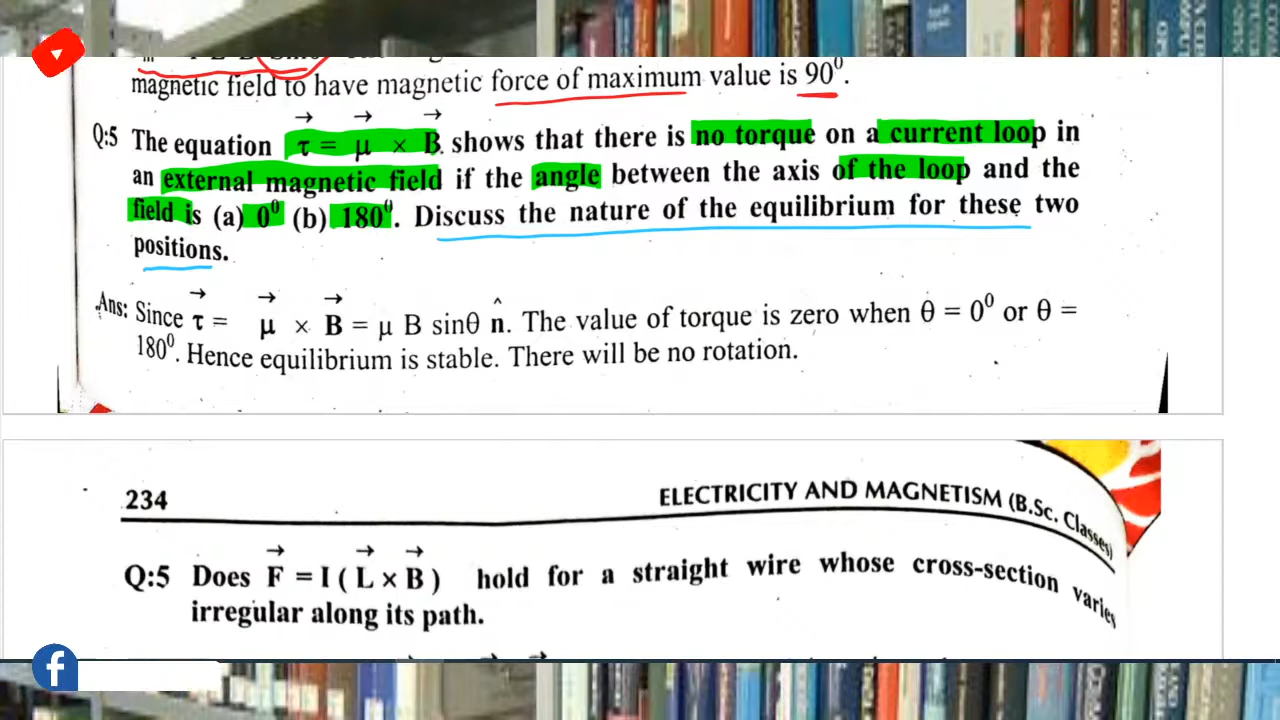 magnetic field to have magnetic force of maximum value is 90⁰.
Q:5 The equation τ⃗ = μ⃗ × B⃗. shows that there is no torque on a current loop in
an external magnetic field if the angle between the axis of the loop and the
field is (a) 0⁰ (b) 180⁰. Discuss the nature of the equilibrium for these two
positions.
Ans: Since τ⃗ = μ⃗ × B⃗ = μ B sinθ n̂. The value of torque is zero when θ = 0⁰ or θ =
180⁰. Hence equilibrium is stable. There will be no rotation.
234
ELECTRICITY AND MAGNETISM (B.Sc. Classes)
Q:5 Does F⃗ = I ( L⃗ × B⃗ ) hold for a straight wire whose cross-section varies
irregular along its path.
f